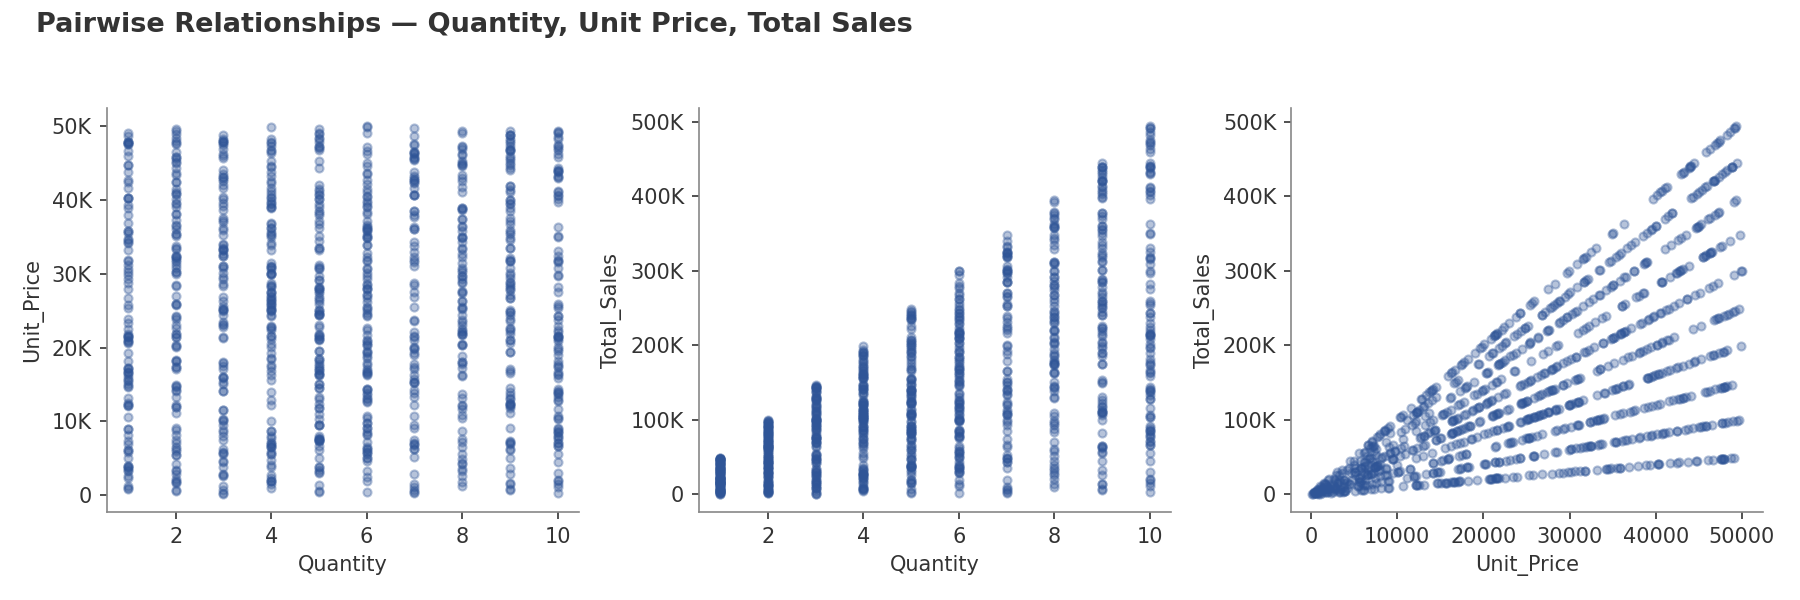 Pairwise Relationships — Quantity, Unit Price, Total Sales
50K
40K
30K
20K
10K
0
Unit_Price
2 4 6 8 10
Quantity
500K
400K
300K
200K
100K
0
Total_Sales
2 4 6 8 10
Quantity
500K
400K
300K
200K
100K
0
Total_Sales
0 10000 20000 30000 40000 50000
Unit_Price